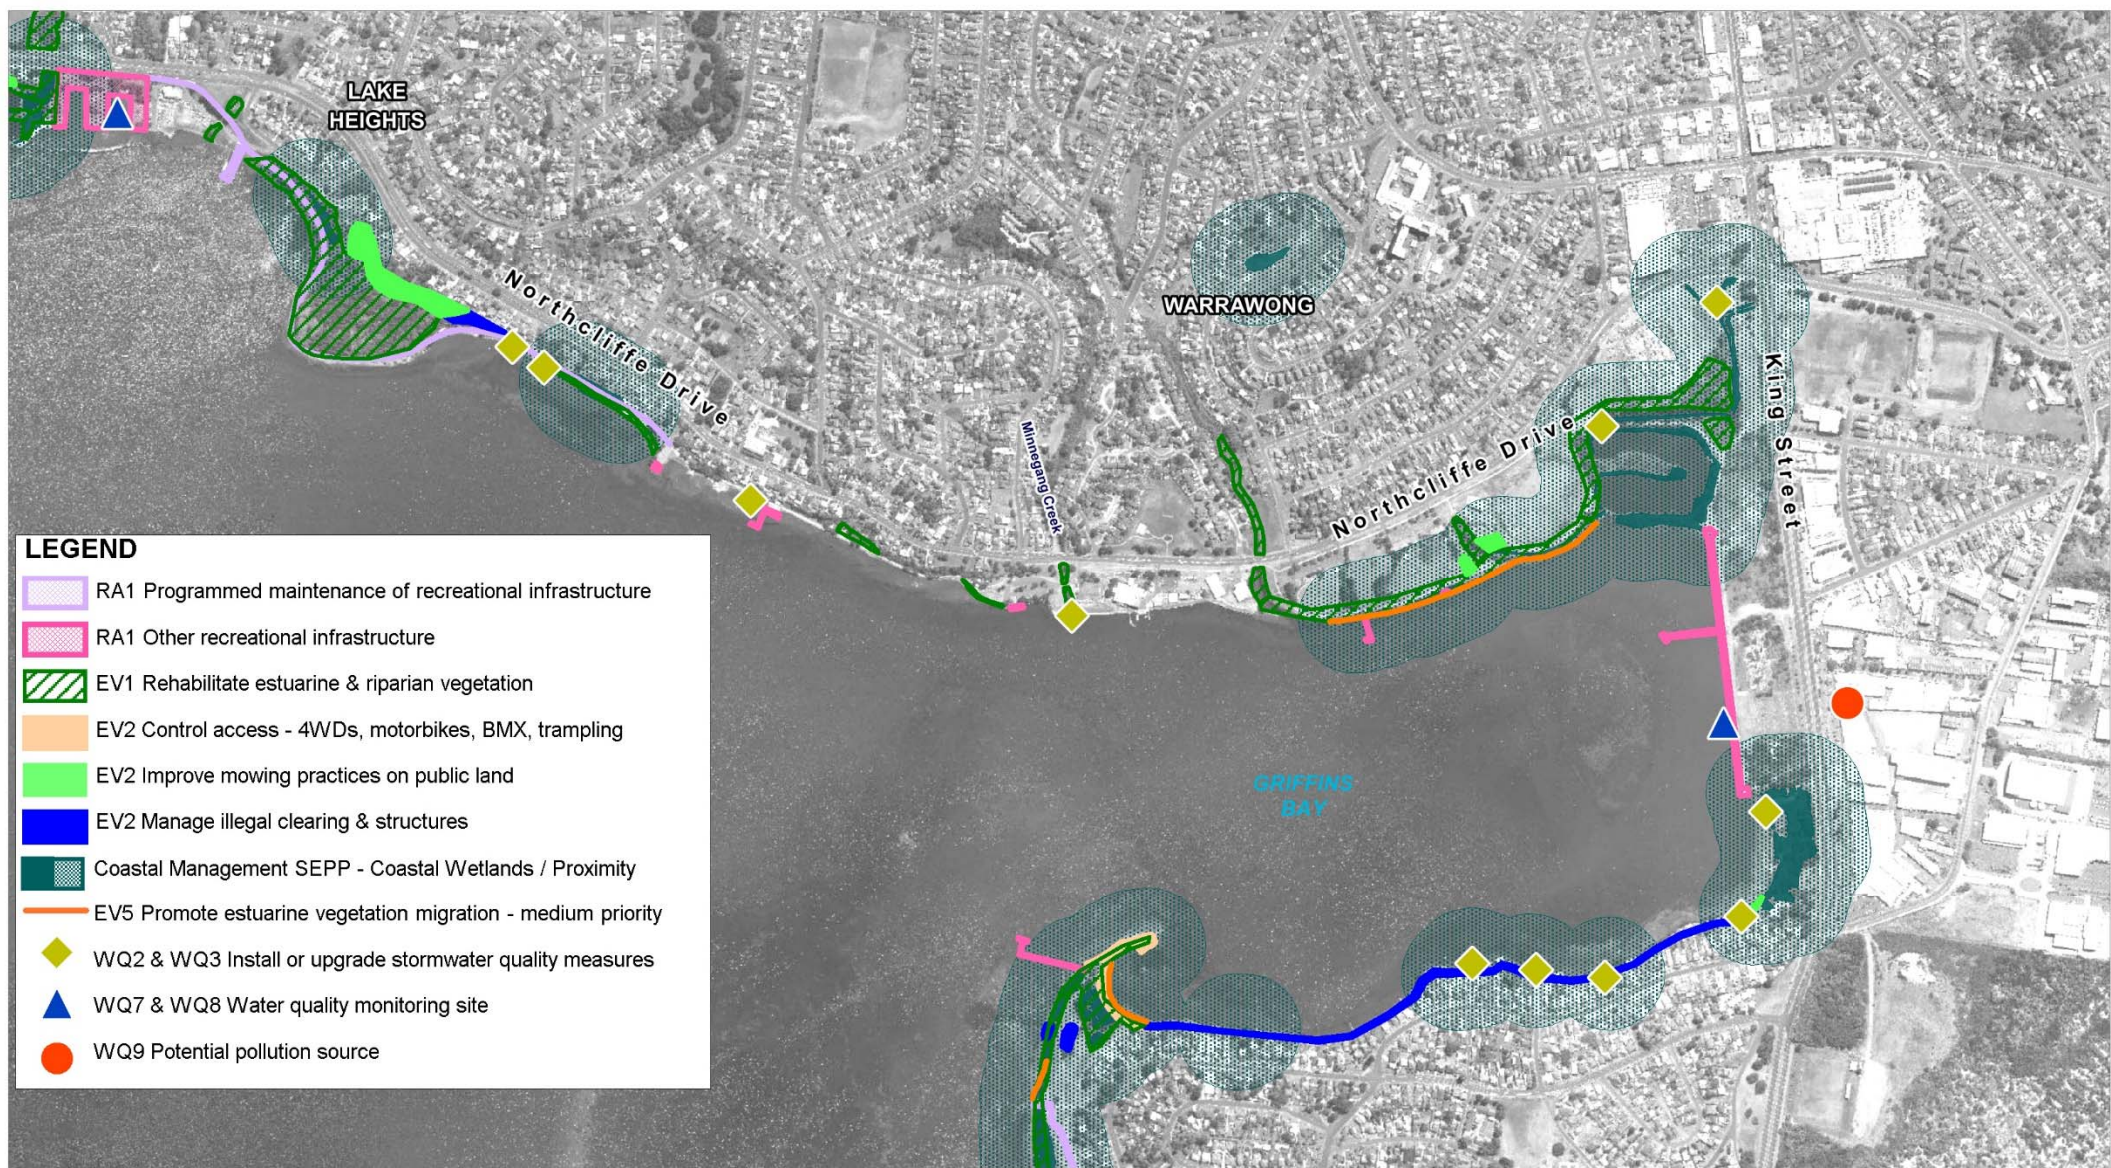 LAKE
HEIGHTS
Northcliffe Drive
WARRAWONG
King Street
Minnegang Creek
Northcliffe Drive
GRIFFINS
BAY
LEGEND
RA1 Programmed maintenance of recreational infrastructure
RA1 Other recreational infrastructure
EV1 Rehabilitate estuarine & riparian vegetation
EV2 Control access - 4WDs, motorbikes, BMX, trampling
EV2 Improve mowing practices on public land
EV2 Manage illegal clearing & structures
Coastal Management SEPP - Coastal Wetlands / Proximity
EV5 Promote estuarine vegetation migration - medium priority
WQ2 & WQ3 Install or upgrade stormwater quality measures
WQ7 & WQ8 Water quality monitoring site
WQ9 Potential pollution source